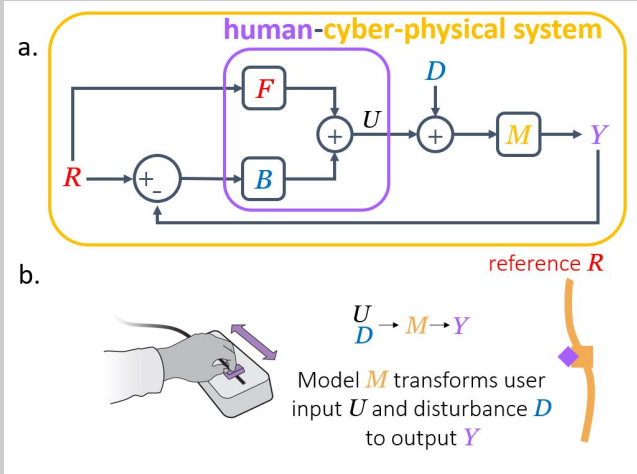 a.
human-cyber-physical system
F
D
U
+
+
M
Y
R
+
-
B
b.
reference R
U
D → M → Y
Model M transforms user
input U and disturbance D
to output Y